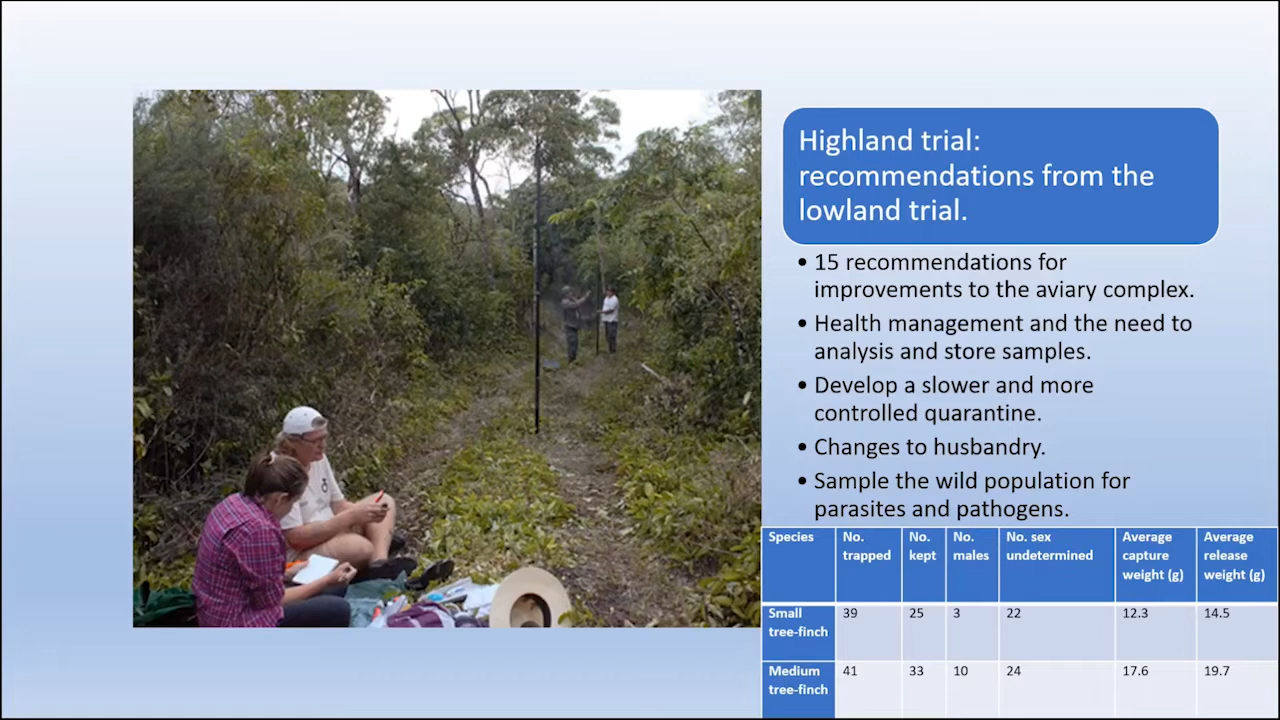 Highland trial:
recommendations from the
lowland trial.
• 15 recommendations for
improvements to the aviary complex.
• Health management and the need to
analysis and store samples.
• Develop a slower and more
controlled quarantine.
• Changes to husbandry.
• Sample the wild population for
parasites and pathogens.
Species No. trapped No. kept No. males No. sex undetermined Average capture weight (g) Average release weight (g)
Small tree-finch 39 25 3 22 12.3 14.5
Medium tree-finch 41 33 10 24 17.6 19.7